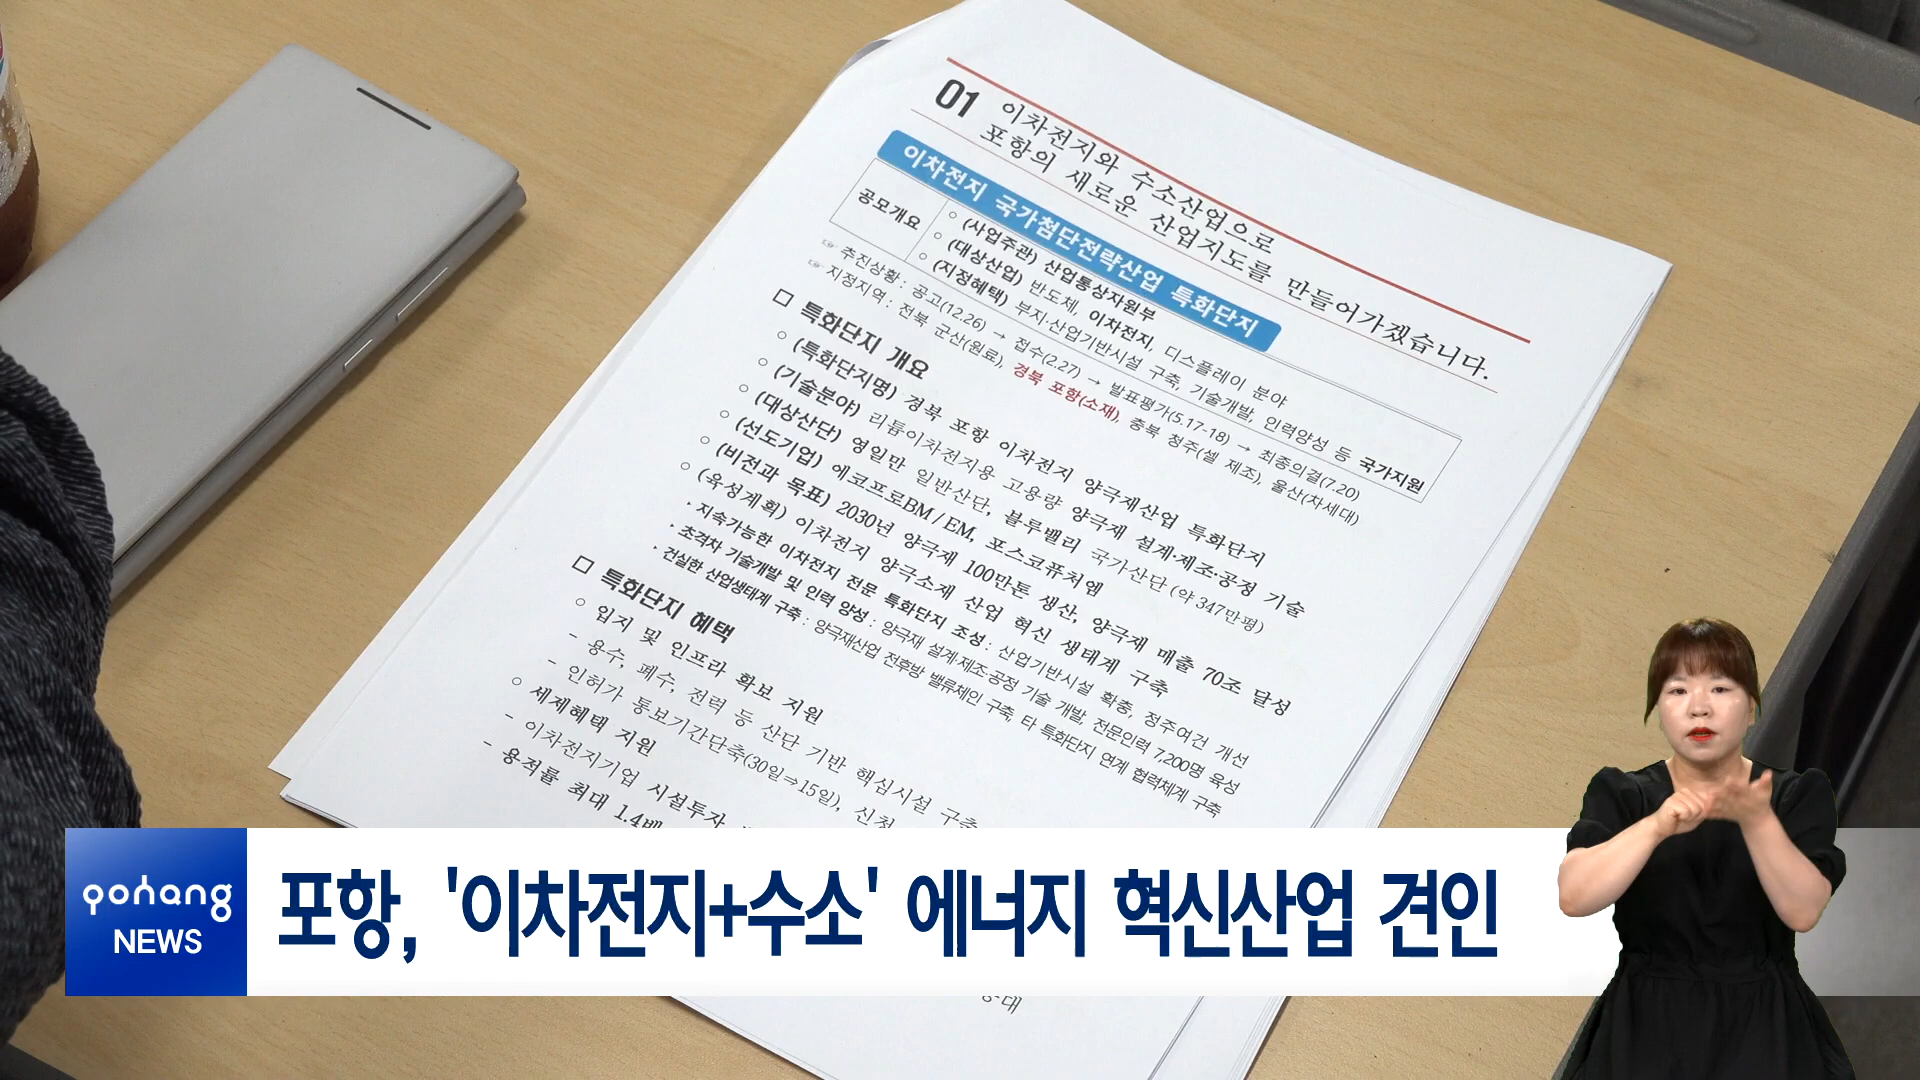 01 이차전지와 수소산업으로
포항의 새로운 산업지도를 만들어가겠습니다.
이차전지 국가첨단전략산업 특화단지
공모개요
○ (사업주관) 산업통상자원부
○ (대상산업) 반도체, 이차전지, 디스플레이 분야
○ (지정혜택) 부지·산업기반시설 구축, 기술개발, 인력양성 등 국가지원
☞ 추진상황 : 공고(12.26) → 접수(2.27) → 발표평가(5.17-18) → 최종의결(7.20)
☞ 지정지역 : 전북 군산(원료), 경북 포항(소재), 충북 청주(셀 제조), 울산(차세대)
□ 특화단지 개요
○ (특화단지명) 경북 포항 이차전지 양극재산업 특화단지
○ (기술분야) 리튬이차전지용 고용량 양극재 설계·제조·공정 기술
○ (대상산단) 영일만 일반산단, 블루밸리 국가산단 (약 347만평)
○ (선도기업) 에코프로BM/EM, 포스코퓨처엠
○ (비전과 목표) 2030년 양극재 100만톤 생산, 양극재 매출 70조 달성
○ (육성계획) 이차전지 양극소재 산업 혁신 생태계 구축
· 지속가능한 이차전지 전문 특화단지 조성 : 산업기반시설 확충, 정주여건 개선
· 초격차 기술개발 및 인력 양성 : 양극재 설계·제조·공정 기술 개발, 전문인력 7,200명 육성
· 건실한 산업생태계 구축 : 양극재산업 전후방 밸류체인 구축, 타 특화단지 연계 협력체계 구축
□ 특화단지 혜택
○ 입지 및 인프라 확보 지원
- 용수, 폐수, 전력 등 산단 기반 핵심시설 구축
- 인허가 통보기간단축(30일⇒15일), 신청
○ 세제혜택 지원
- 이차전지기업 시설투자
- 용적률 최대 1.4배
pohang
NEWS
포항, '이차전지+수소' 에너지 혁신산업 견인